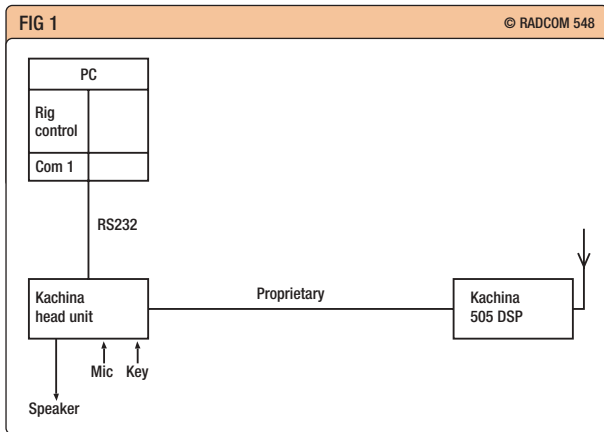 FIG 1
© RADCOM 548
PC
Rig
control
Com 1
RS232
Kachina
head unit
Proprietary
Kachina
505 DSP
Mic
Key
Speaker